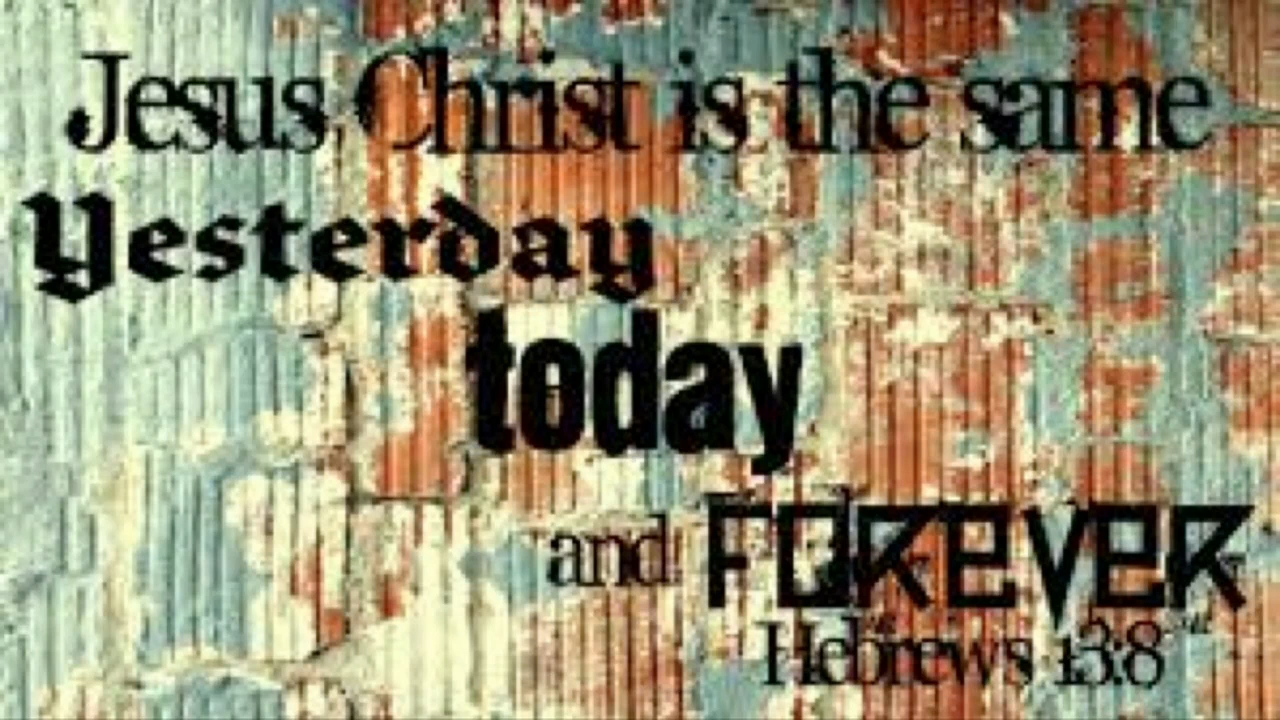 Jesus Christ is the same
Yesterday
today
and FOREVER
Hebrews 13:8